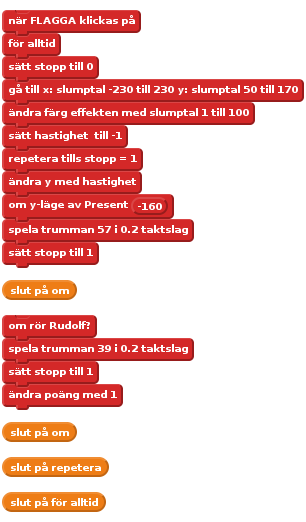 när FLAGGA klickas på
för alltid
sätt stopp till 0
gå till x: slumptal -230 till 230 y: slumptal 50 till 170
ändra färg effekten med slumptal 1 till 100
sätt hastighet till -1
repetera tills stopp = 1
ändra y med hastighet
om y-läge av Present -160
spela trumman 57 i 0.2 taktslag
sätt stopp till 1
slut på om
om rör Rudolf?
spela trumman 39 i 0.2 taktslag
sätt stopp till 1
ändra poäng med 1
slut på om
slut på repetera
slut på för alltid